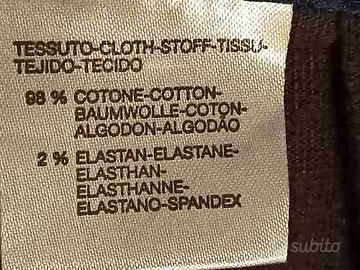 TESSUTO-CLOTH-STOFF-TISISU-
TEJIDO-TECIDO
98 % COTONE-COTTON-
BAUMWOLLE-COTON-
ALGODON-ALGODÃO
2 % ELASTAN-ELASTANE-
ELASTHAN-
ELASTHANNE-
ELASTANO-SPANDEX
subito